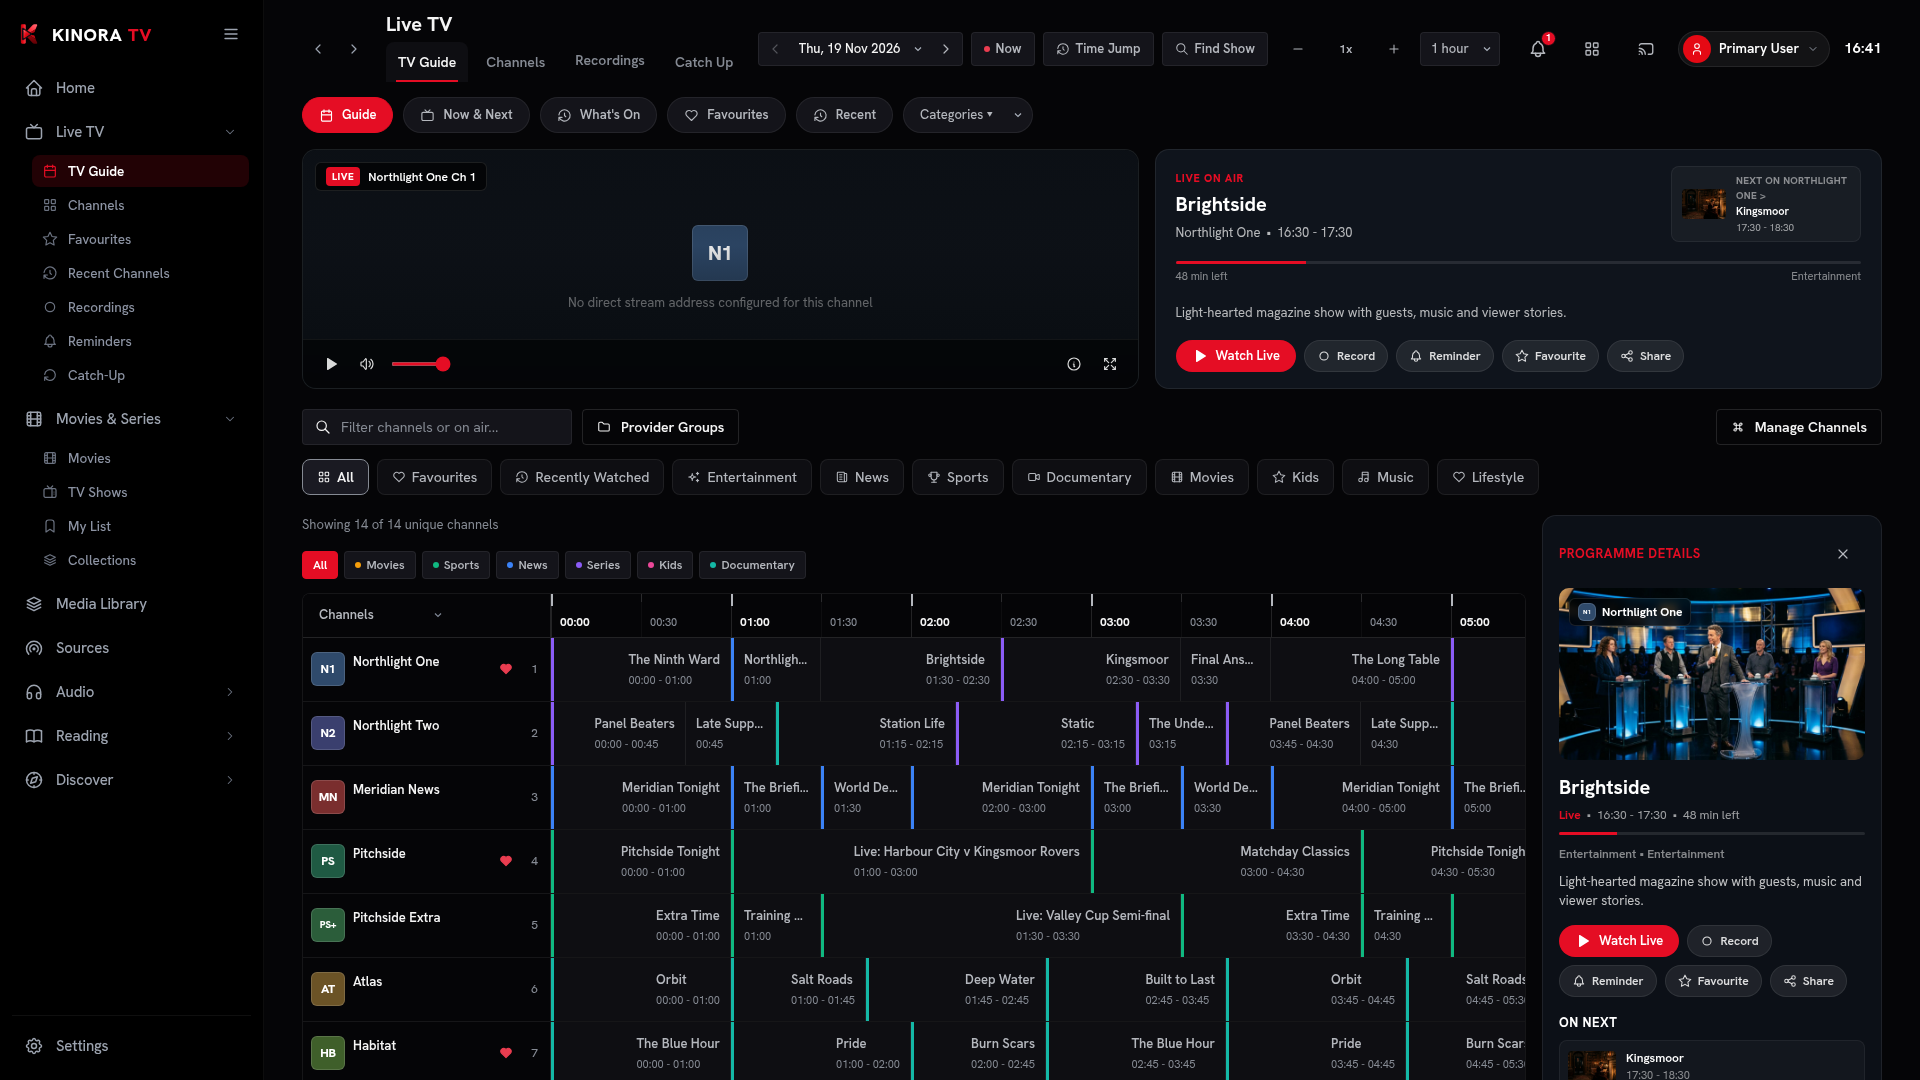 KINORA TV
Home
Live TV
TV Guide
Channels
Favourites
Recent Channels
Recordings
Reminders
Catch-Up
Movies & Series
Movies
TV Shows
My List
Collections
Media Library
Sources
Audio
Reading
Discover
Settings
Live TV
TV Guide
Channels
Recordings
Catch Up
Thu, 19 Nov 2026
Now
Time Jump
Find Show
1x
1 hour
1
Primary User
16:41
Guide
Now & Next
What's On
Favourites
Recent
Categories
LIVE Northlight One Ch 1
N1
No direct stream address configured for this channel
LIVE ON AIR
Brightside
Northlight One • 16:30 - 17:30
NEXT ON NORTHLIGHT
ONE >
Kingsmoor
17:30 - 18:30
48 min left
Entertainment
Light-hearted magazine show with guests, music and viewer stories.
Watch Live
Record
Reminder
Favourite
Share
Filter channels or on air...
Provider Groups
Manage Channels
All
Favourites
Recently Watched
Entertainment
News
Sports
Documentary
Movies
Kids
Music
Lifestyle
Showing 14 of 14 unique channels
All
Movies
Sports
News
Series
Kids
Documentary
Channels
00:00
00:30
01:00
01:30
02:00
02:30
03:00
03:30
04:00
04:30
05:00
N1 Northlight One 1
The Ninth Ward
00:00 - 01:00
Northligh...
01:00
Brightside
01:30 - 02:30
Kingsmoor
02:30 - 03:30
Final Ans...
03:30
The Long Table
04:00 - 05:00
N2 Northlight Two 2
Panel Beaters
00:00 - 00:45
Late Supp...
00:45
Station Life
01:15 - 02:15
Static
02:15 - 03:15
The Unde...
03:15
Panel Beaters
03:45 - 04:30
Late Supp...
04:30
MN Meridian News 3
Meridian Tonight
00:00 - 01:00
The Briefi...
01:00
World De...
01:30
Meridian Tonight
02:00 - 03:00
The Briefi...
03:00
World De...
03:30
Meridian Tonight
04:00 - 05:00
The Briefi...
05:00
PS Pitchside 4
Pitchside Tonight
00:00 - 01:00
Live: Harbour City v Kingsmoor Rovers
01:00 - 03:00
Matchday Classics
03:00 - 04:30
Pitchside Tonigh
04:30 - 05:30
PS+ Pitchside Extra 5
Extra Time
00:00 - 01:00
Training ...
01:00
Live: Valley Cup Semi-final
01:30 - 03:30
Extra Time
03:30 - 04:30
Training ...
04:30
AT Atlas 6
Orbit
00:00 - 01:00
Salt Roads
01:00 - 01:45
Deep Water
01:45 - 02:45
Built to Last
02:45 - 03:45
Orbit
03:45 - 04:45
Salt Roads
04:45 - 05:30
HB Habitat 7
The Blue Hour
00:00 - 01:00
Pride
01:00 - 02:00
Burn Scars
02:00 - 02:45
The Blue Hour
02:45 - 03:45
Pride
03:45 - 04:45
Burn Scars
04:45 - 05:30
PROGRAMME DETAILS
N1 Northlight One
Brightside
Live • 16:30 - 17:30 • 48 min left
Entertainment • Entertainment
Light-hearted magazine show with guests, music and
viewer stories.
Watch Live
Record
Reminder
Favourite
Share
ON NEXT
Kingsmoor
17:30 - 18:30